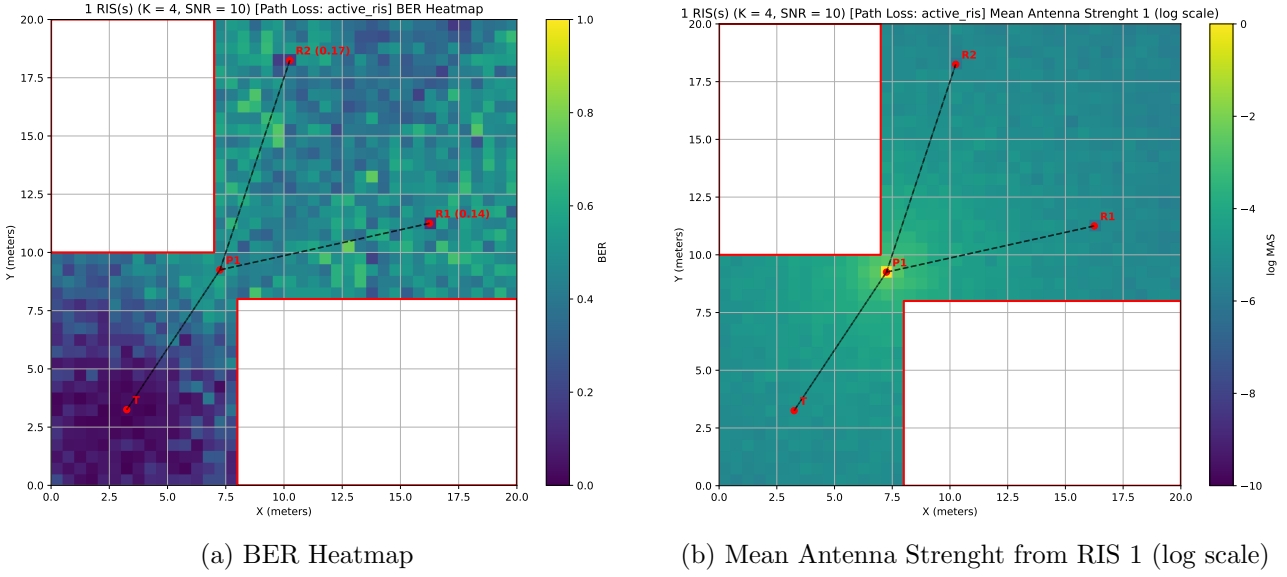 1 RIS(s) (K = 4, SNR = 10) [Path Loss: active_ris] BER Heatmap
20.0
17.5
15.0
12.5
10.0
7.5
5.0
2.5
0.0
Y (meters)
0.0 2.5 5.0 7.5 10.0 12.5 15.0 17.5 20.0
X (meters)
R2 (0.17)
R1 (0.14)
P1
T
1.0
0.8
0.6
0.4
0.2
0.0
BER
(a) BER Heatmap
1 RIS(s) (K = 4, SNR = 10) [Path Loss: active_ris] Mean Antenna Strenght 1 (log scale)
20.0
17.5
15.0
12.5
10.0
7.5
5.0
2.5
0.0
Y (meters)
0.0 2.5 5.0 7.5 10.0 12.5 15.0 17.5 20.0
X (meters)
R2
R1
P1
T
0
−2
−4
−6
−8
−10
log MAS
(b) Mean Antenna Strenght from RIS 1 (log scale)